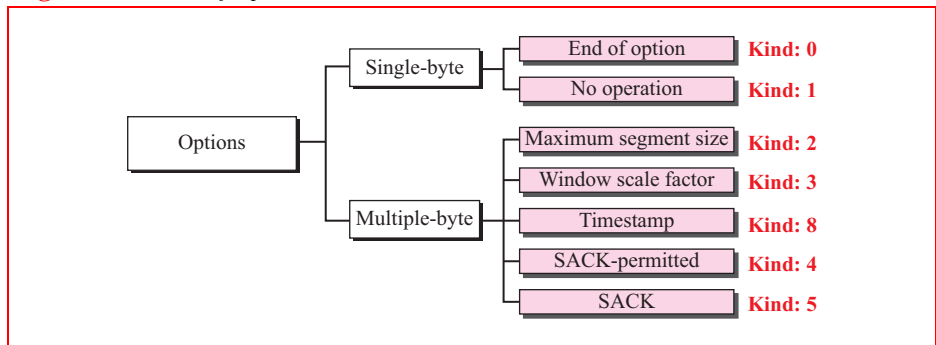 End of option Kind: 0
Single-byte
No operation Kind: 1
Options
Maximum segment size Kind: 2
Window scale factor Kind: 3
Multiple-byte
Timestamp Kind: 8
SACK-permitted Kind: 4
SACK Kind: 5